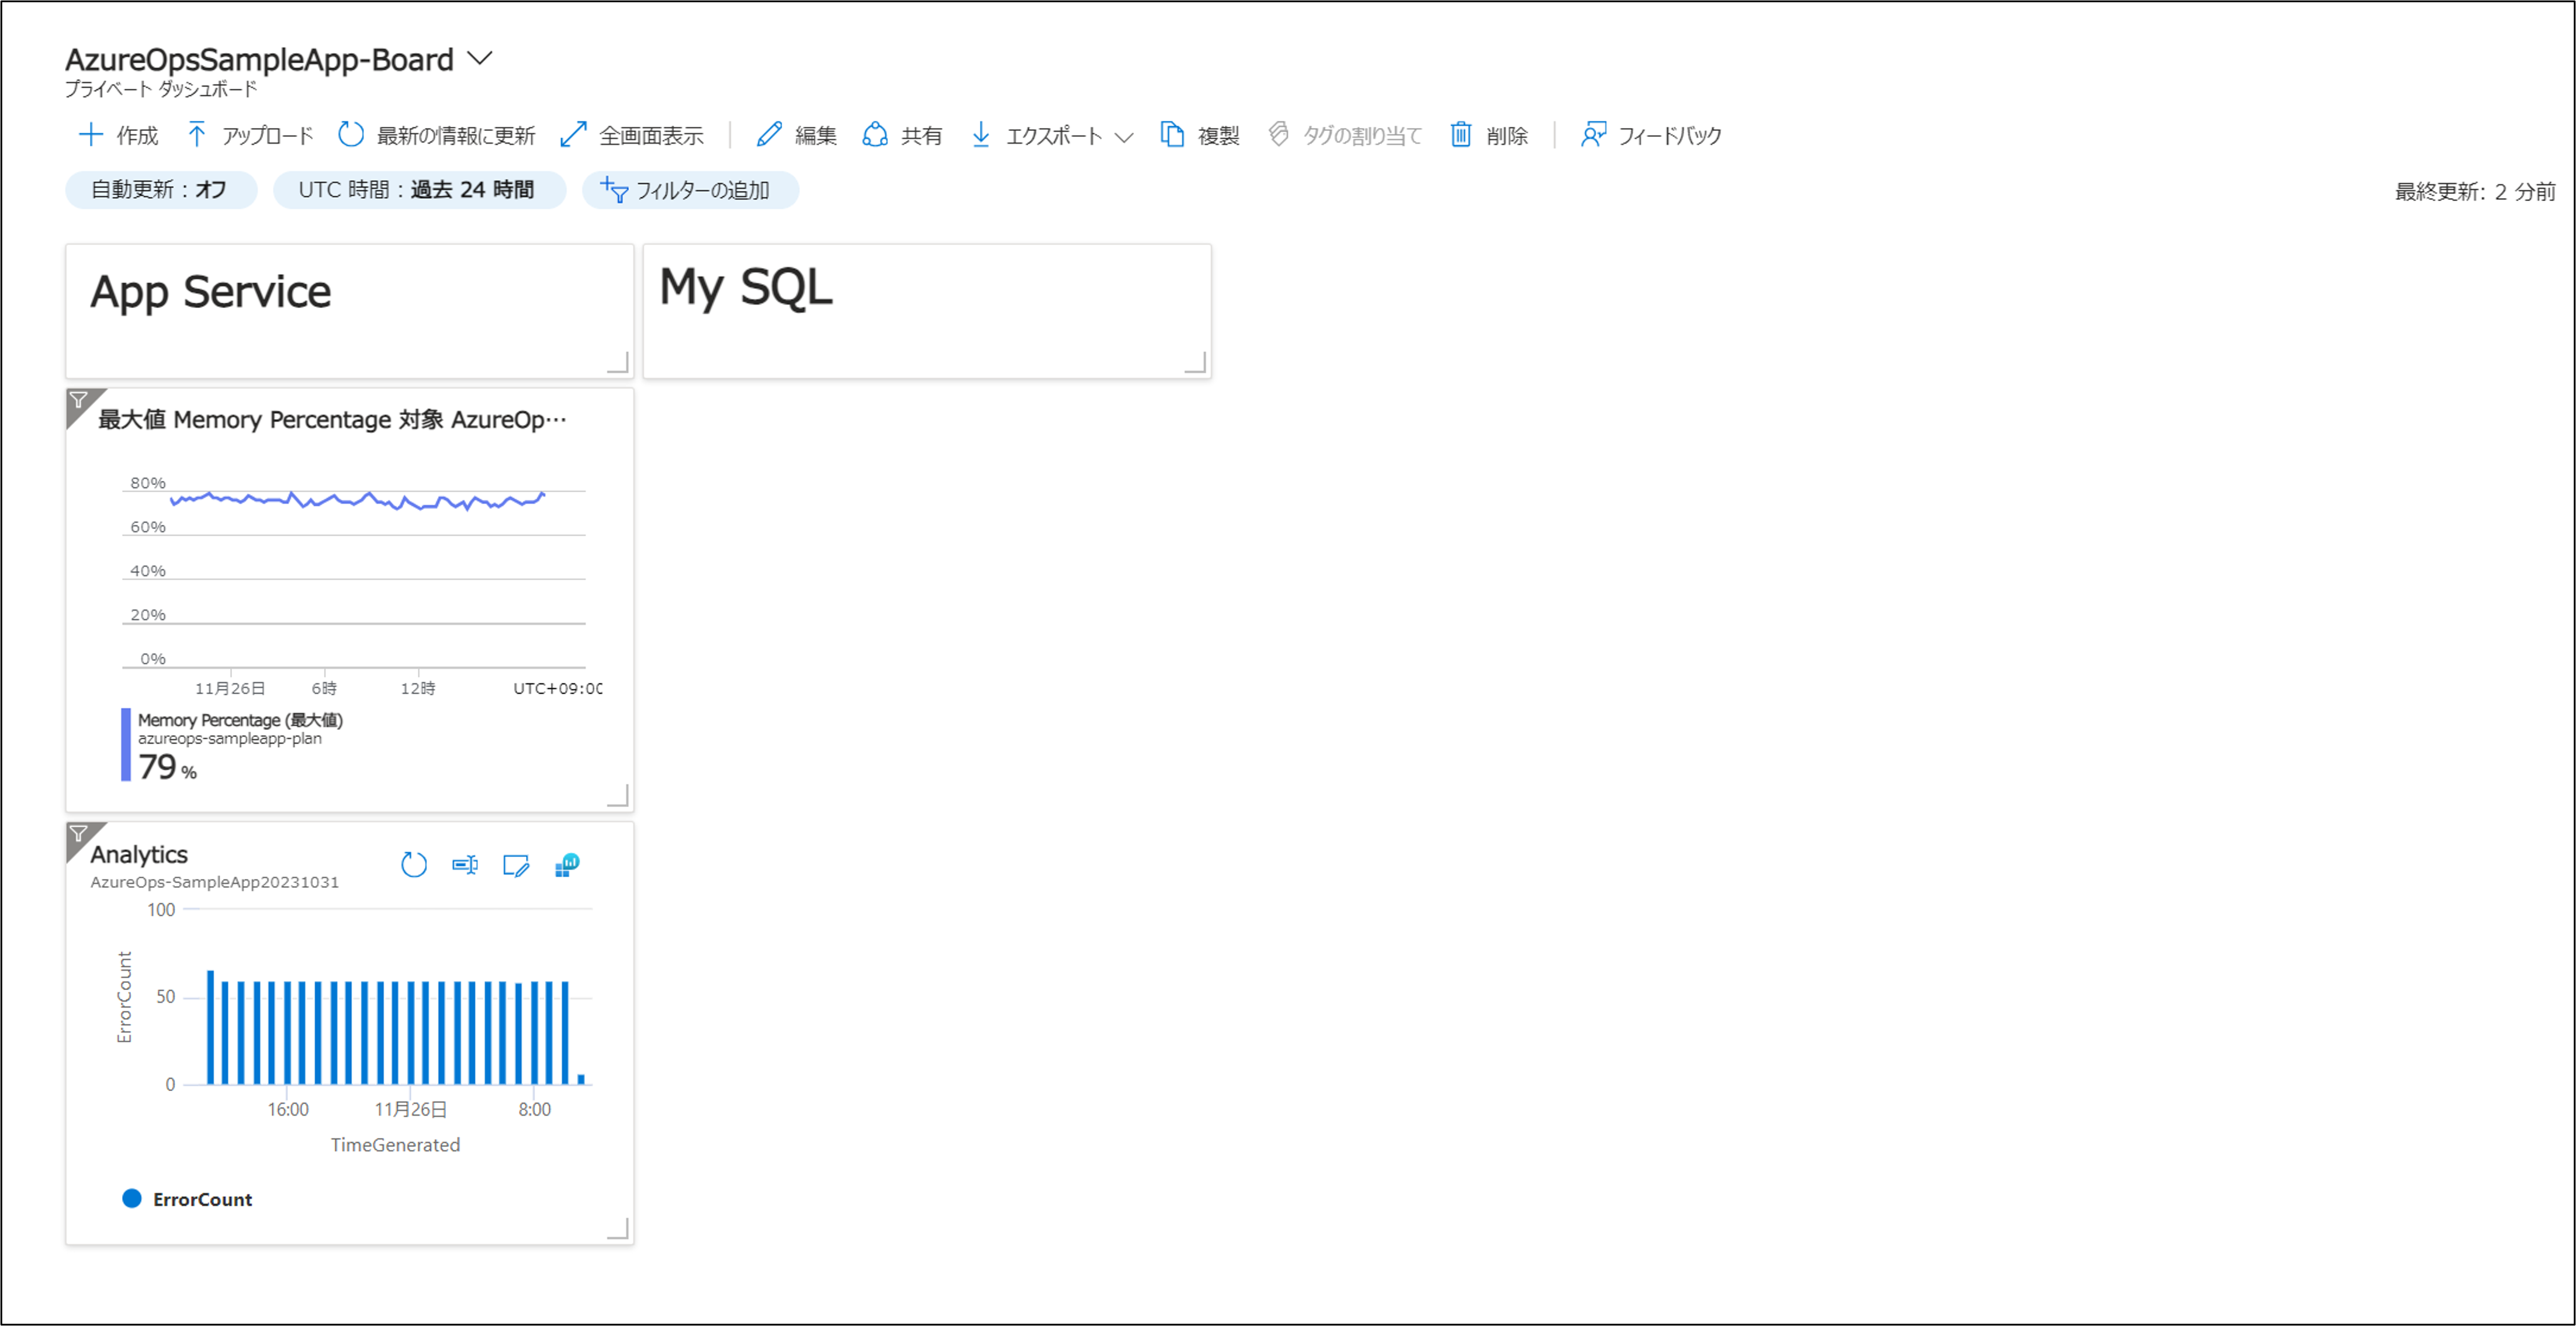 AzureOpsSampleApp-Board
プライベート ダッシュボード
作成 アップロード 最新の情報に更新 全画面表示 編集 共有 エクスポート 複製 タグの割り当て 削除 フィードバック
自動更新 : オフ UTC 時間 : 過去 24 時間 フィルターの追加 最終更新: 2 分前
App Service
My SQL
最大値 Memory Percentage 対象 AzureOp…
80%
60%
40%
20%
0%
11月26日 6時 12時 UTC+09:00
Memory Percentage (最大値)
azureops-sampleapp-plan
79 %
Analytics
AzureOps-SampleApp20231031
100
50
0
ErrorCount
16:00 11月26日 8:00
TimeGenerated
ErrorCount